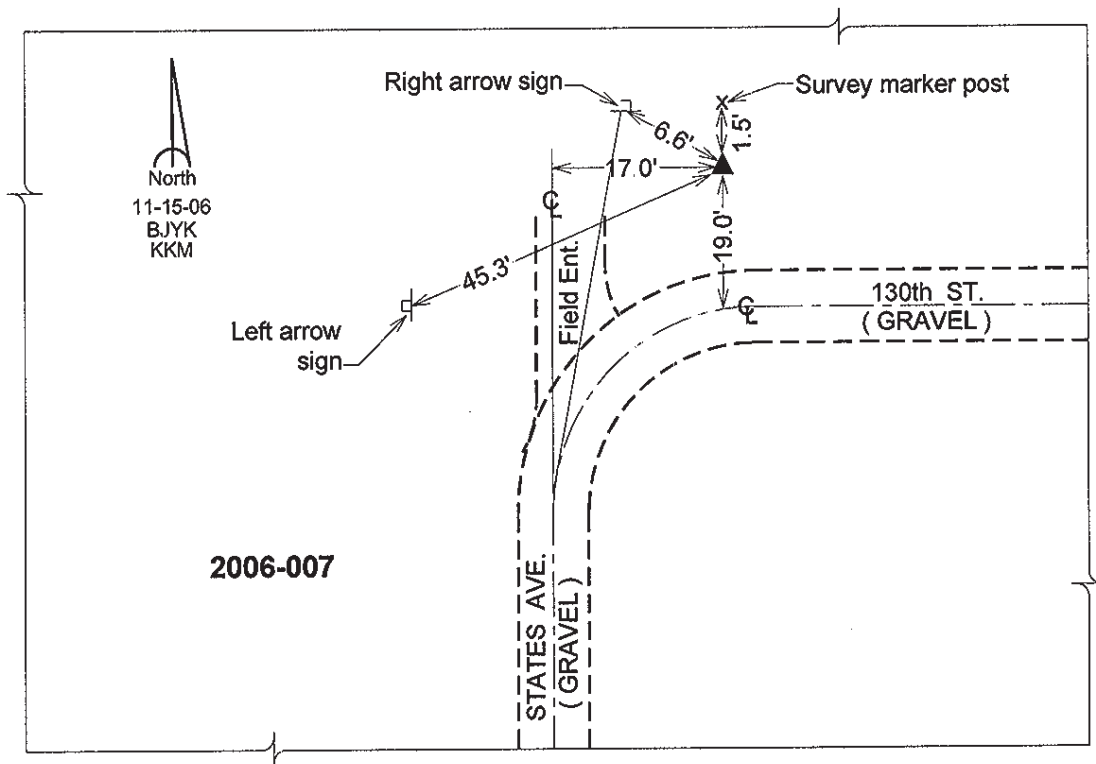 Right arrow sign
Survey marker post
x
6.6'
1.5'
17.0'
North
11-15-06
BJYK
KKM
℄
19.0'
45.3'
Field Ent.
130th ST.
( GRAVEL )
℄
Left arrow
sign
2006-007
STATES AVE.
( GRAVEL )